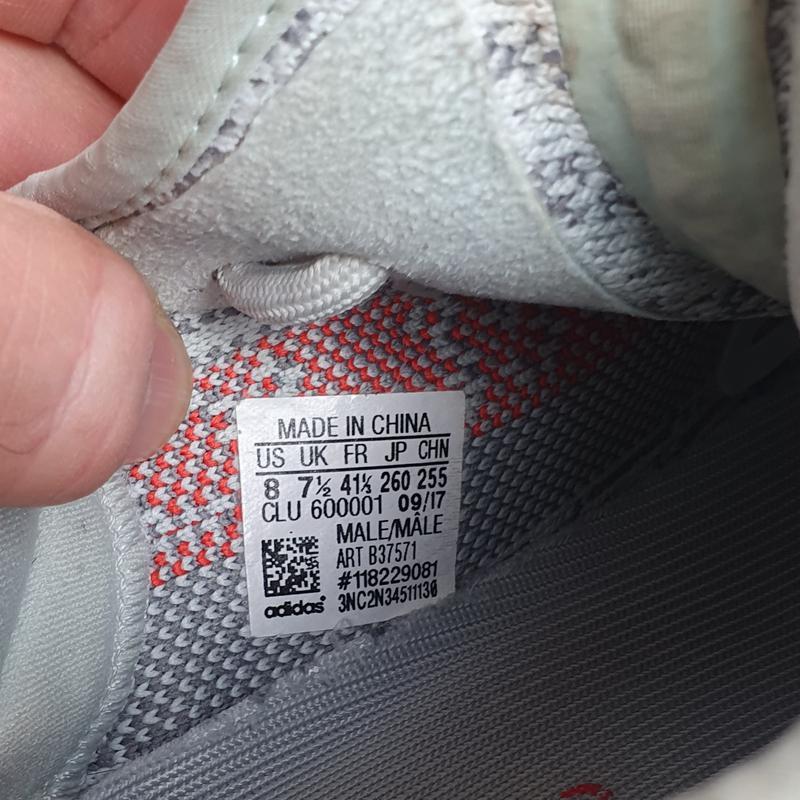 MADE IN CHINA
US UK FR JP CHN
8 7½ 41⅓ 260 255
CLU 600001 09/17
MALE/MÂLE
ART B37571
#118229081
adidas® 3NC2N34511130